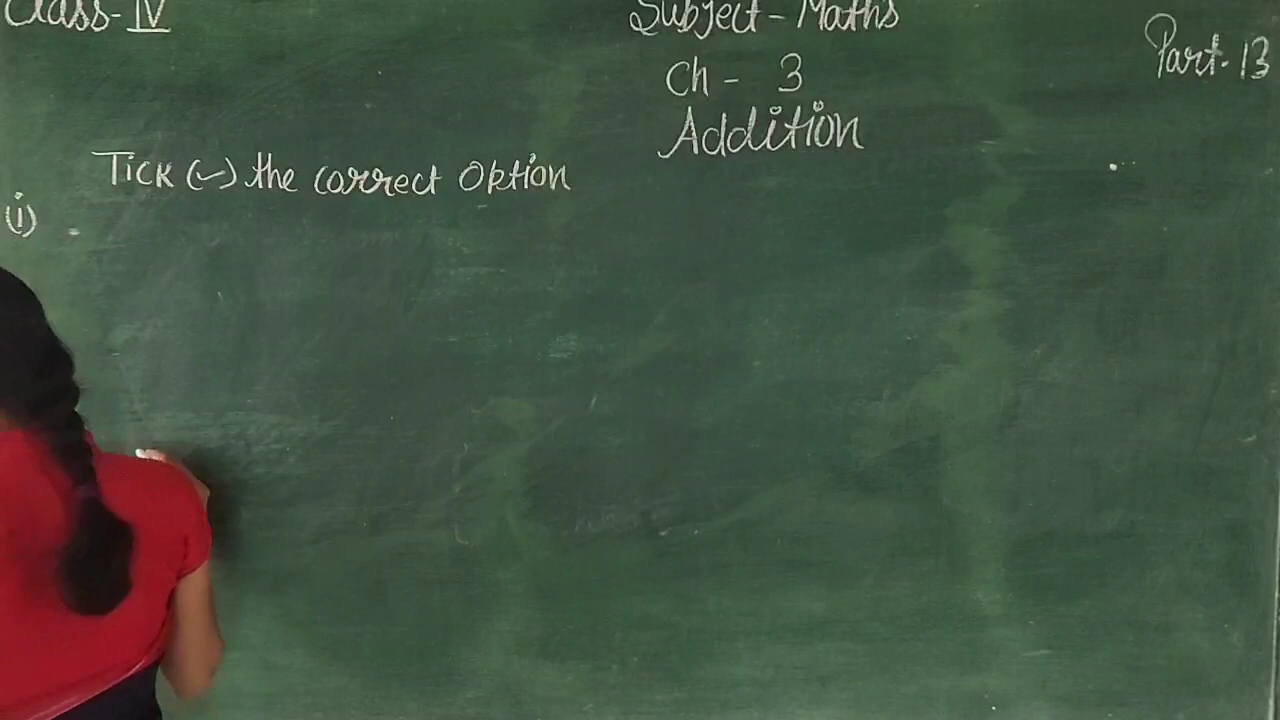 Class- IV
Subject - Maths
Part- 13
Ch - 3
Addition
Tick (✓) the correct option
(i)